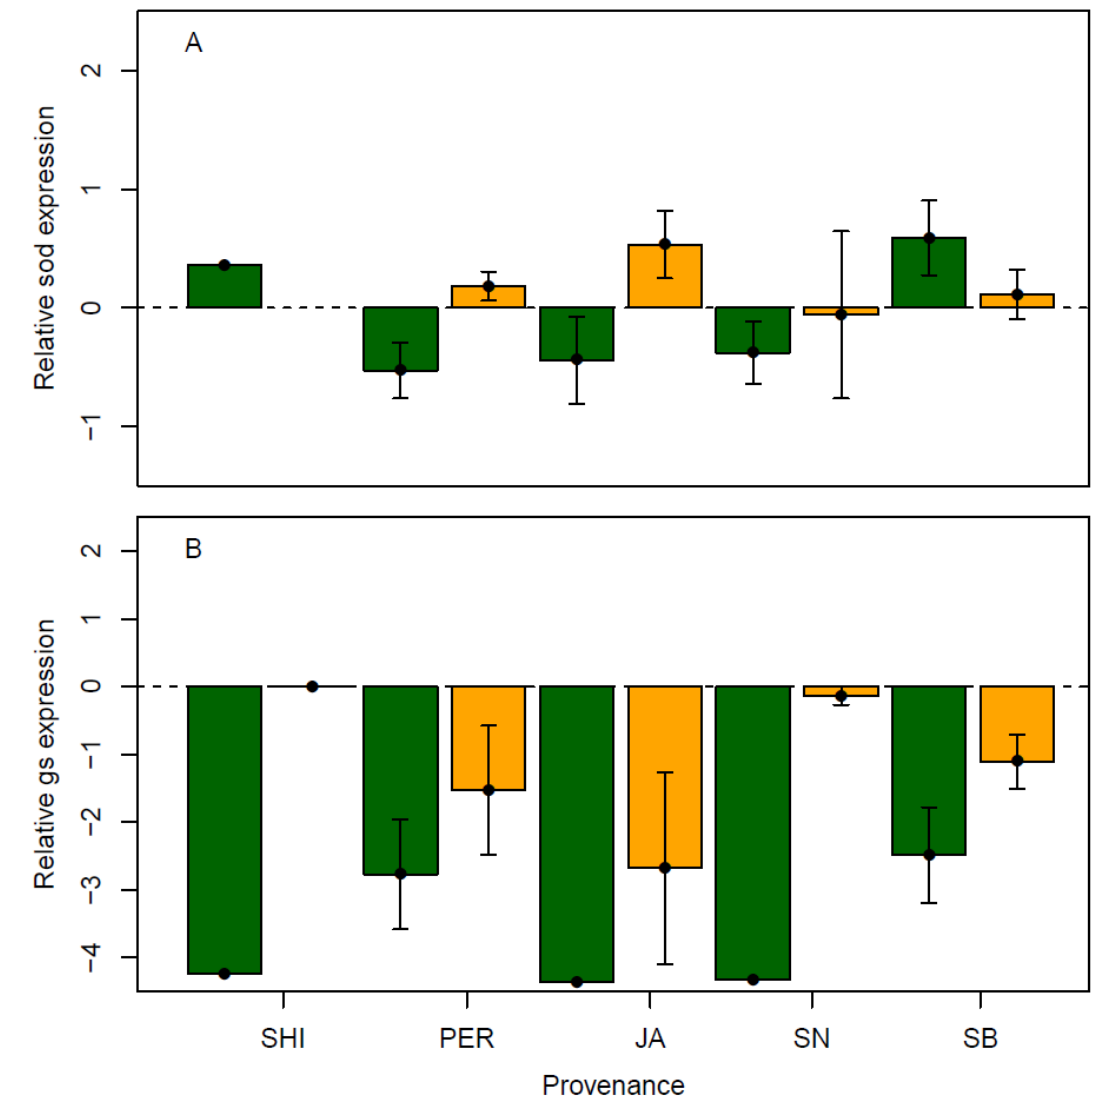 A
Relative sod expression
2
1
0
−1
B
Relative gs expression
2
1
0
−1
−2
−3
−4
SHI PER JA SN SB
Provenance